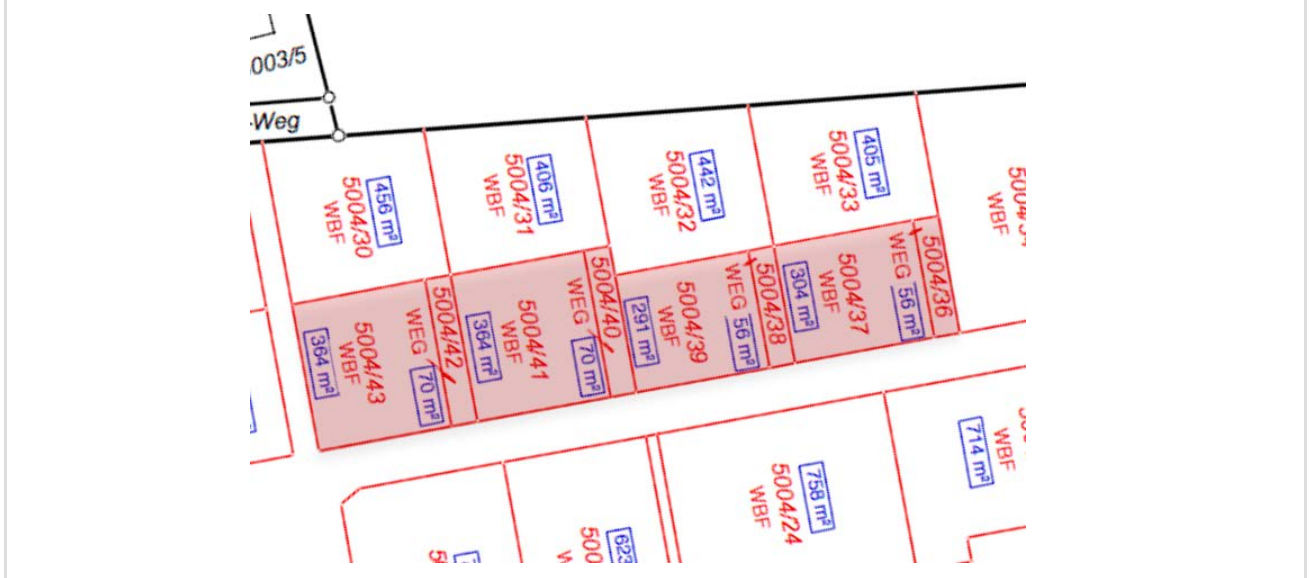 003/5
-Weg
456 m²
5004/30
WBF
406 m²
5004/31
WBF
442 m²
5004/32
WBF
405 m²
5004/33
WBF
WBF
5004/43
WBF
364 m²
5004/42
WEG
70 m²
5004/41
WBF
364 m²
5004/40
WEG
70 m²
5004/39
WBF
291 m²
5004/38
WEG
56 m²
5004/37
WBF
304 m²
5004/36
WEG
56 m²
758 m²
5004/24
WBF
714 m²
WBF
623
500